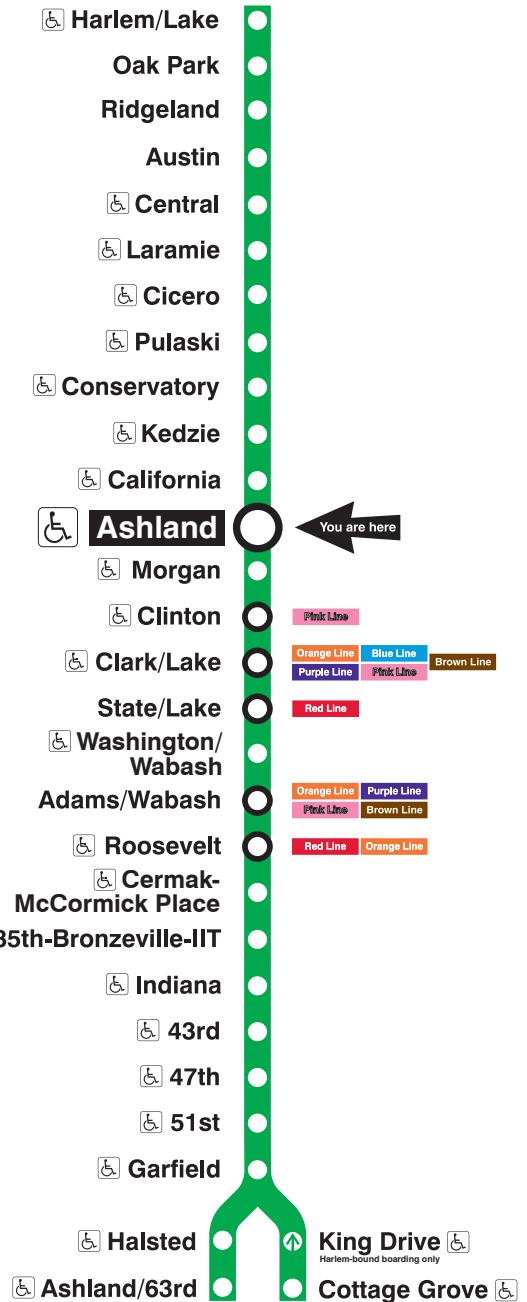 Harlem/Lake
Oak Park
Ridgeland
Austin
Central
Laramie
Cicero
Pulaski
Conservatory
Kedzie
California
Ashland
You are here
Morgan
Clinton
Pink Line
Clark/Lake
Orange Line Blue Line
Brown Line
Purple Line Pink Line
State/Lake
Red Line
Washington/
Wabash
Adams/Wabash
Orange Line Purple Line
Pink Line Brown Line
Roosevelt
Red Line Orange Line
Cermak-
McCormick Place
35th-Bronzeville-IIT
Indiana
43rd
47th
51st
Garfield
Halsted
King Drive
Harlem-bound boarding only
Ashland/63rd
Cottage Grove